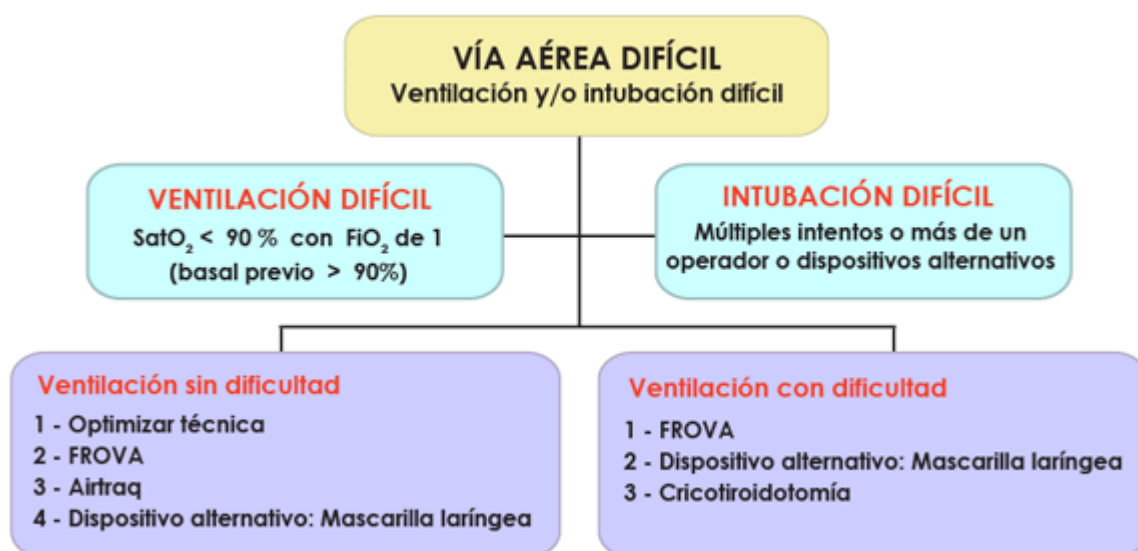 VÍA AÉREA DIFÍCIL
Ventilación y/o intubación difícil
VENTILACIÓN DIFÍCIL
SatO₂ < 90 % con FiO₂ de 1
(basal previo > 90%)
INTUBACIÓN DIFÍCIL
Múltiples intentos o más de un
operador o dispositivos alternativos
Ventilación sin dificultad
1 - Optimizar técnica
2 - FROVA
3 - Airtraq
4 - Dispositivo alternativo: Mascarilla laríngea
Ventilación con dificultad
1 - FROVA
2 - Dispositivo alternativo: Mascarilla laríngea
3 - Cricotiroidotomía